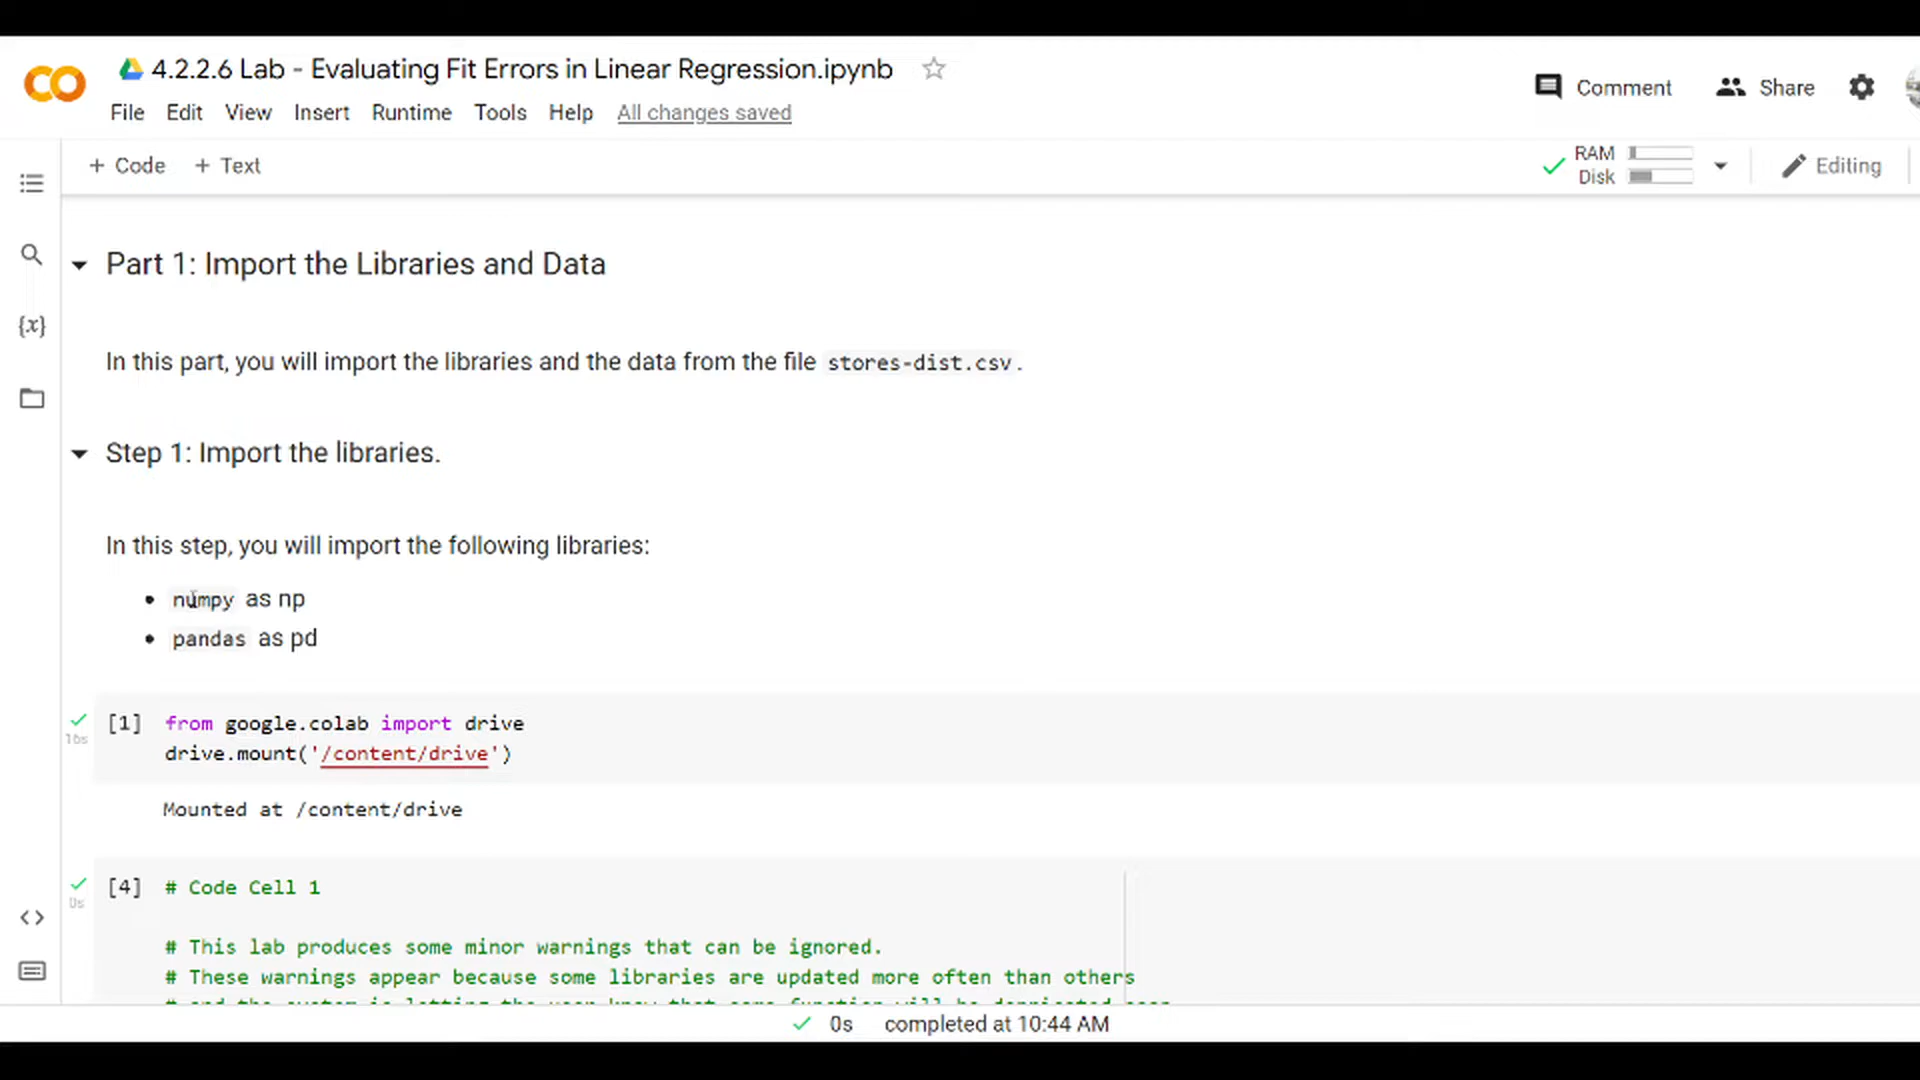 4.2.2.6 Lab - Evaluating Fit Errors in Linear Regression.ipynb
Comment
Share
File Edit View Insert Runtime Tools Help All changes saved
+ Code + Text
RAM
Disk
Editing
Part 1: Import the Libraries and Data
In this part, you will import the libraries and the data from the file stores-dist.csv.
{x}
Step 1: Import the libraries.
In this step, you will import the following libraries:
• numpy as np
• pandas as pd
[1] from google.colab import drive
16s
drive.mount('/content/drive')
Mounted at /content/drive
[4] # Code Cell 1
0s
# This lab produces some minor warnings that can be ignored.
# These warnings appear because some libraries are updated more often than others
0s completed at 10:44 AM